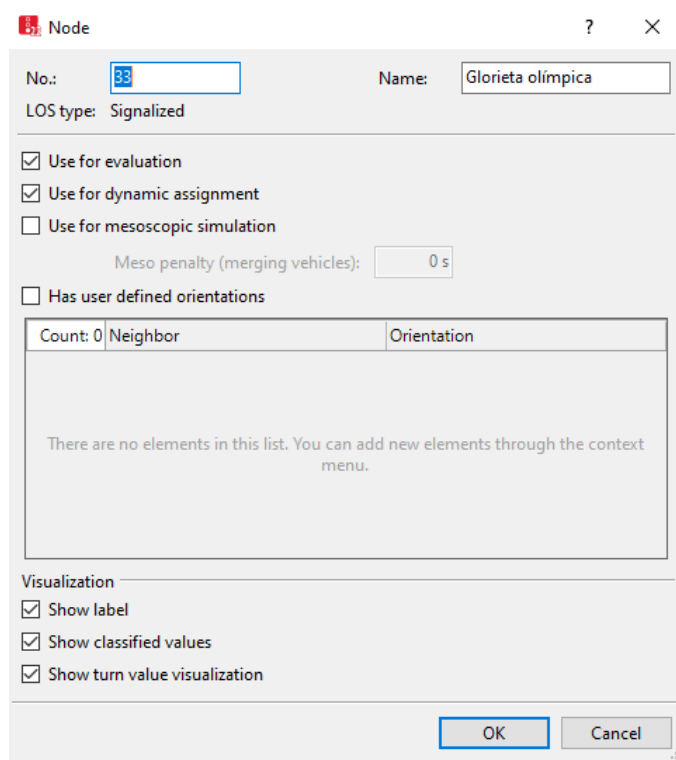 Node
No.: 33 Name: Glorieta olímpica
LOS type: Signalized
Use for evaluation
Use for dynamic assignment
Use for mesoscopic simulation
Meso penalty (merging vehicles): 0 s
Has user defined orientations
Count: 0 Neighbor Orientation
There are no elements in this list. You can add new elements through the context
menu.
Visualization
Show label
Show classified values
Show turn value visualization
OK Cancel